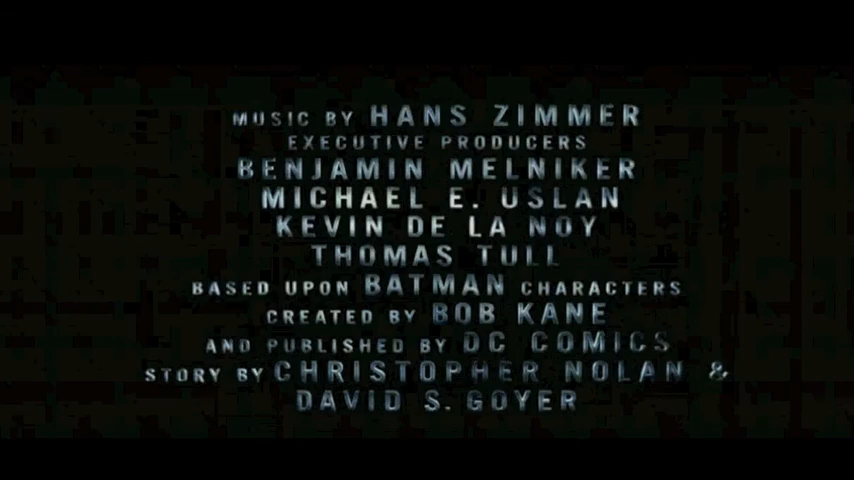 MUSIC BY HANS ZIMMER
EXECUTIVE PRODUCERS
BENJAMIN MELNIKER
MICHAEL E. USLAN
KEVIN DE LA NOY
THOMAS TULL
BASED UPON BATMAN CHARACTERS
CREATED BY BOB KANE
AND PUBLISHED BY DC COMICS
STORY BY CHRISTOPHER NOLAN &
DAVID S. GOYER